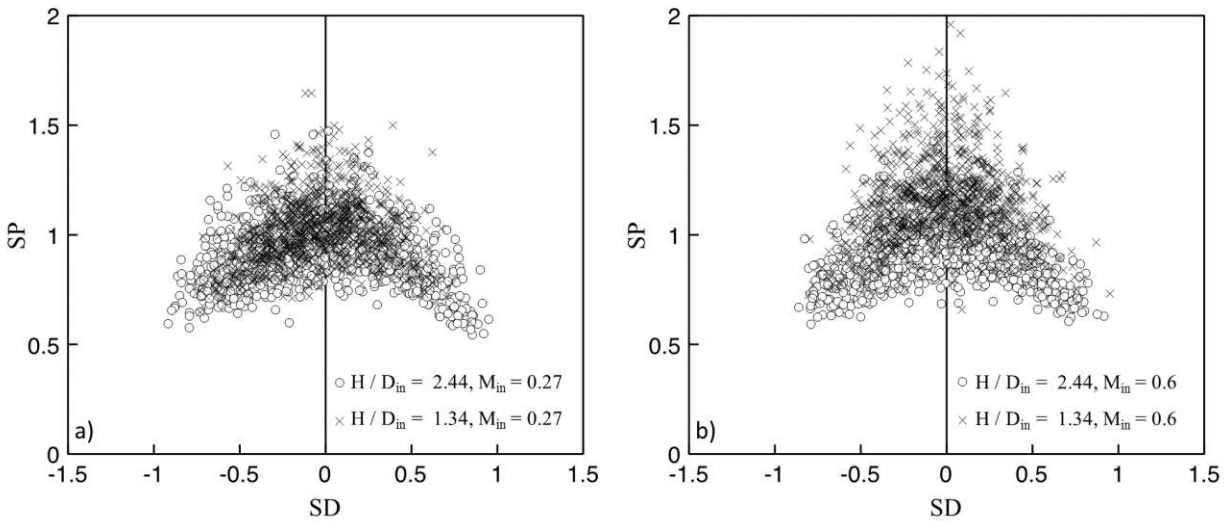 2
1.5
SP
1
0.5
○ H / D_in = 2.44, M_in = 0.27
a)
× H / D_in = 1.34, M_in = 0.27
0
-1.5 -1 -0.5 0 0.5 1 1.5
SD
2
1.5
SP
1
0.5
○ H / D_in = 2.44, M_in = 0.6
b)
× H / D_in = 1.34, M_in = 0.6
0
-1.5 -1 -0.5 0 0.5 1 1.5
SD